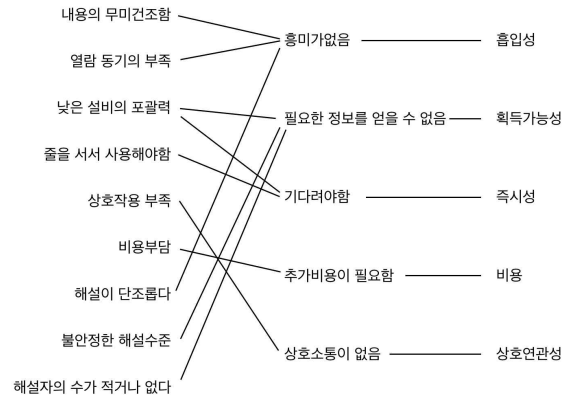 내용의 무미건조함
열람 동기의 부족
낮은 설비의 포괄력
줄을 서서 사용해야함
상호작용 부족
비용부담
해설이 단조롭다
불안정한 해설수준
해설자의 수가 적거나 없다
흥미가없음
필요한 정보를 얻을 수 없음
기다려야함
추가비용이 필요함
상호소통이 없음
흡입성
획득가능성
즉시성
비용
상호연관성